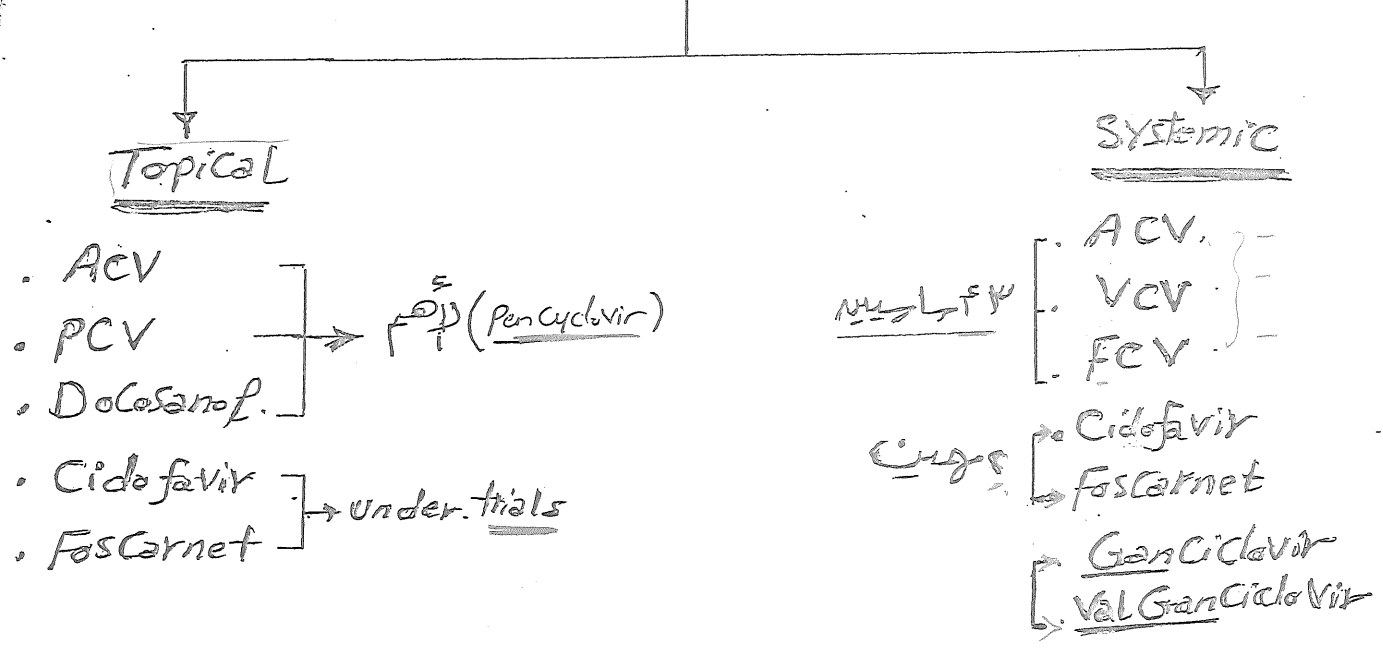 Topical
. ACV
. PCV
. Docosanol.
أهم (Pencyclovir)
. Cidofavir
. FosCarnet
under trials
Systemic
. ACV.
. VCV
. FCV
. Cidofavir
FosCarnet
GanCicloVir
ValGanCicloVir